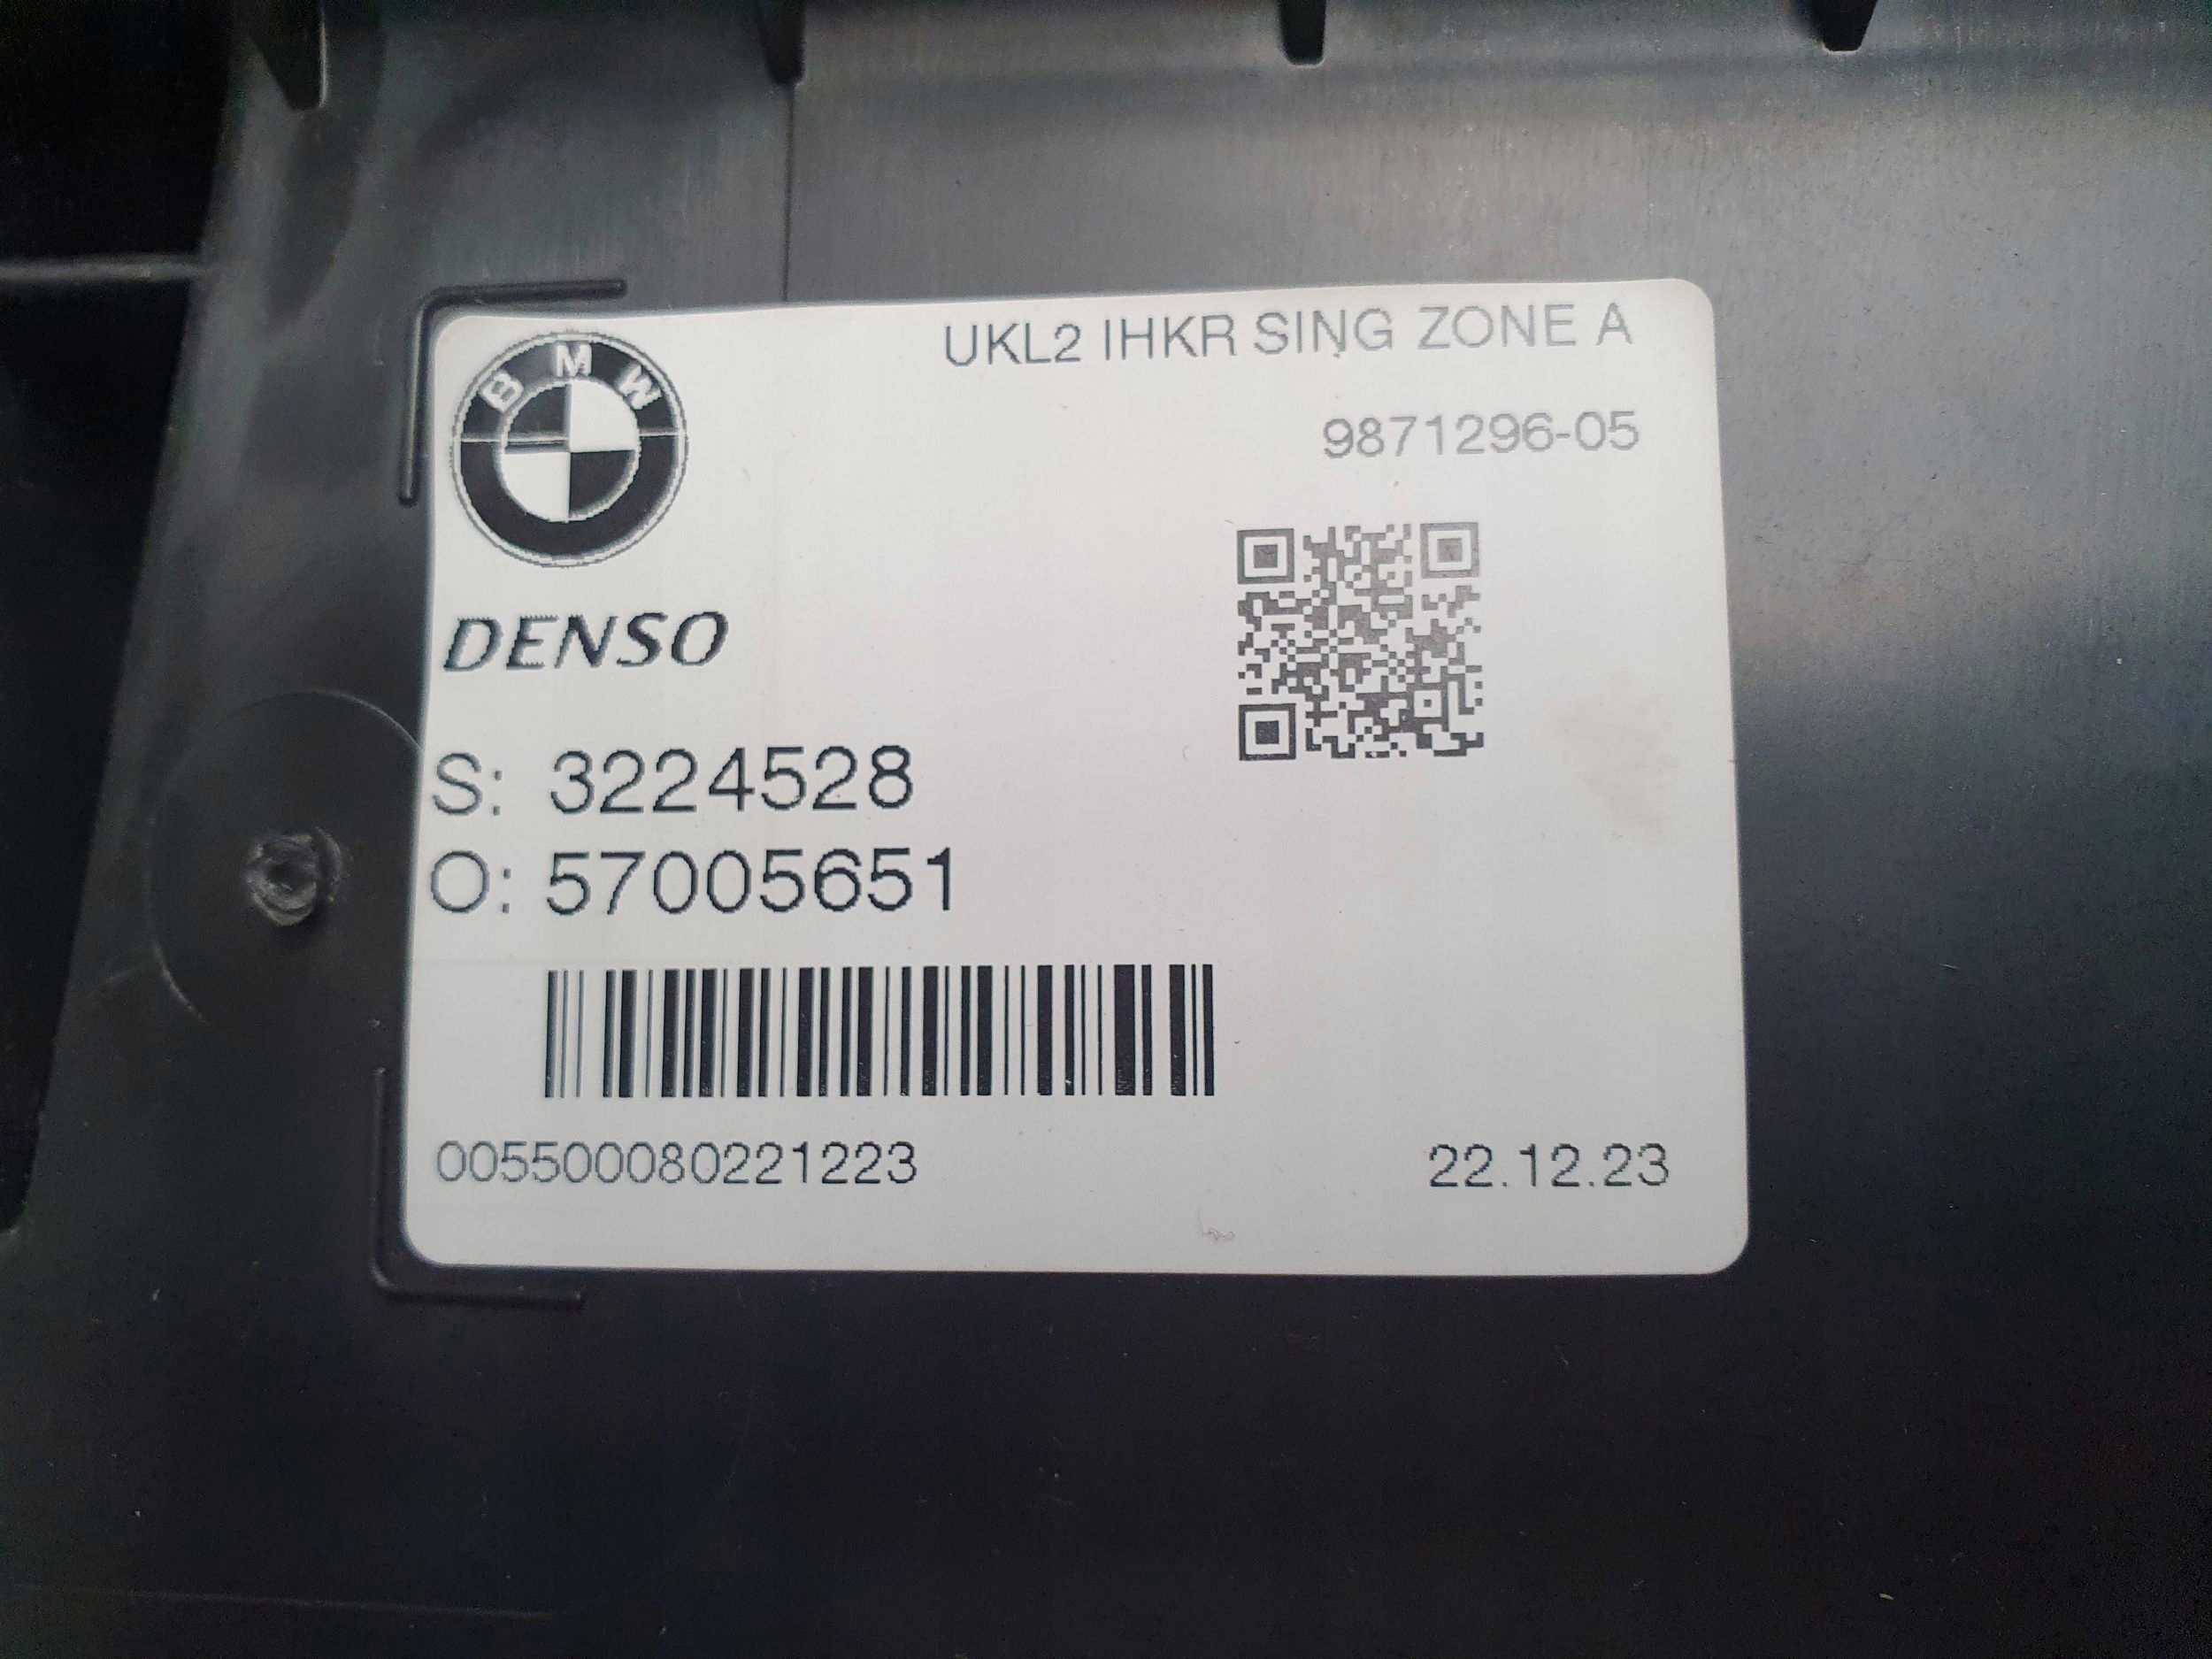 BMW
UKL2 IHKR SING ZONE A
9871296-05
DENSO
S: 3224528
O: 57005651
005500080221223
22.12.23